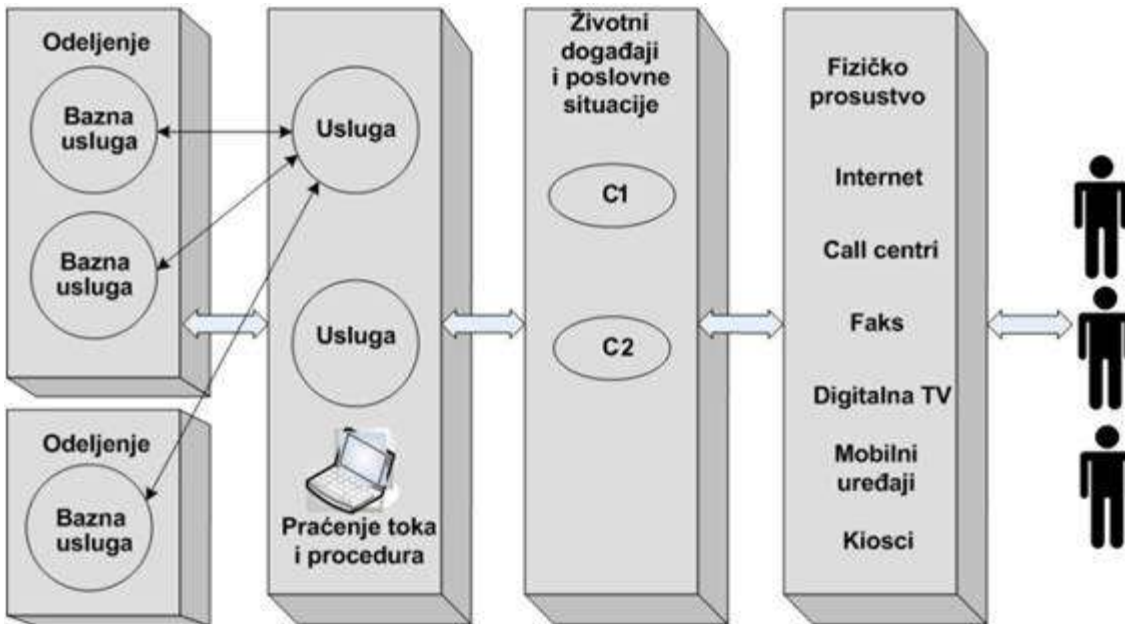 Odeljenje
Bazna
usluga
Bazna
usluga
Odeljenje
Bazna
usluga
Usluga
Usluga
Praćenje toka
i procedura
Životni
događaji
i poslovne
situacije
C1
C2
Fizičko
prosustvo
Internet
Call centri
Faks
Digitalna TV
Mobilni
uređaji
Kiosci